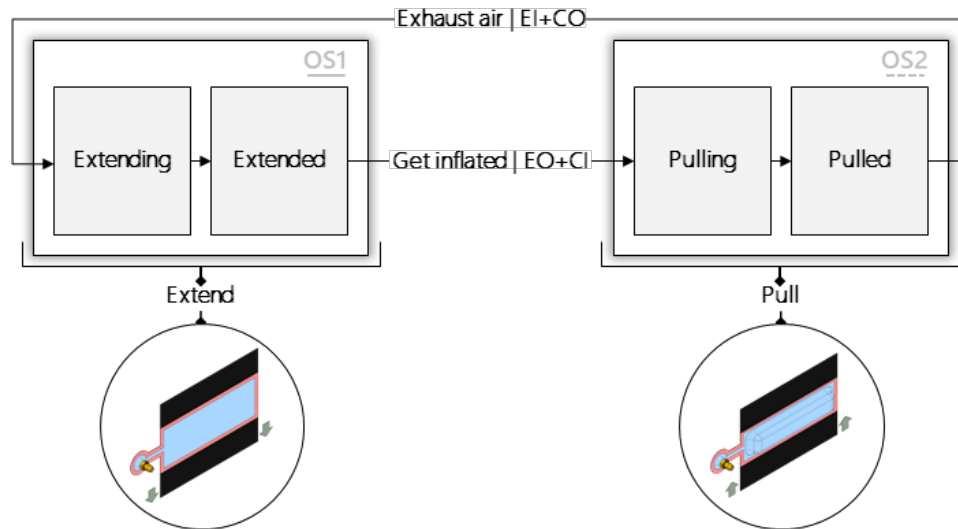 Exhaust air | EI+CO
OS1
OS2
Extending
Extended
Get inflated | EO+CI
Pulling
Pulled
Extend
Pull